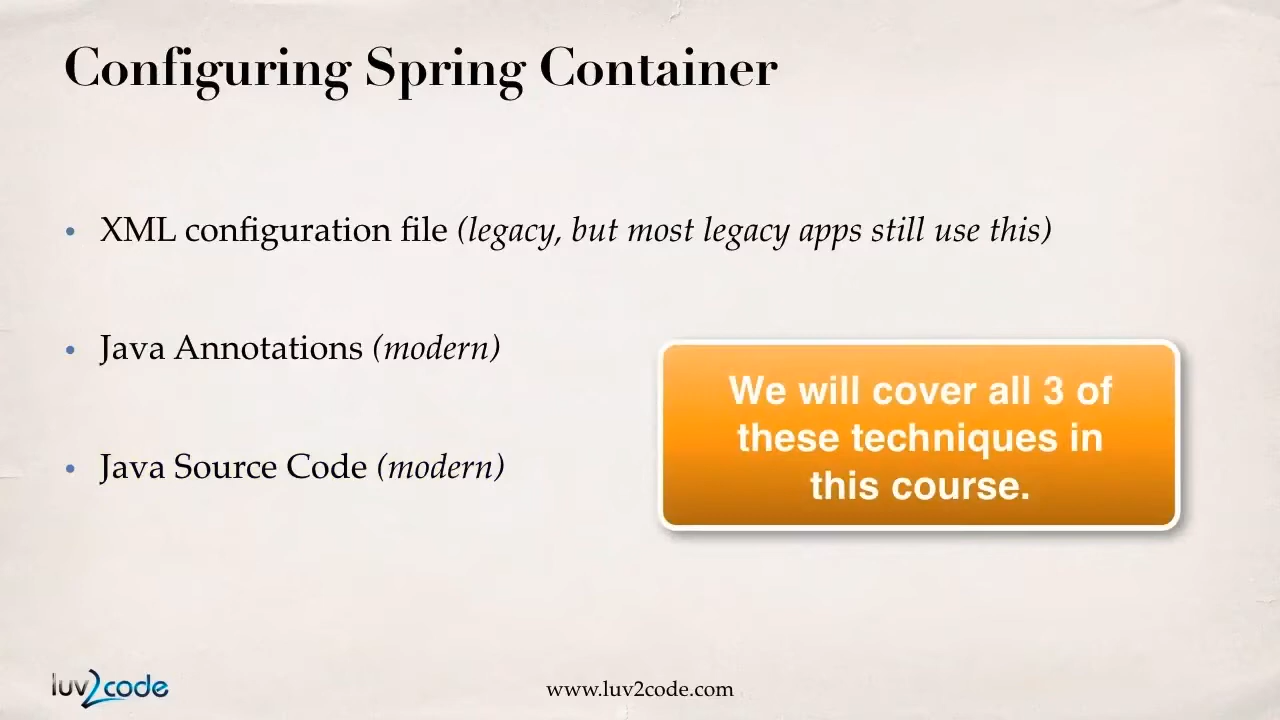 Configuring Spring Container
• XML configuration file (legacy, but most legacy apps still use this)
• Java Annotations (modern)
• Java Source Code (modern)
We will cover all 3 of
these techniques in
this course.
luv2code
www.luv2code.com